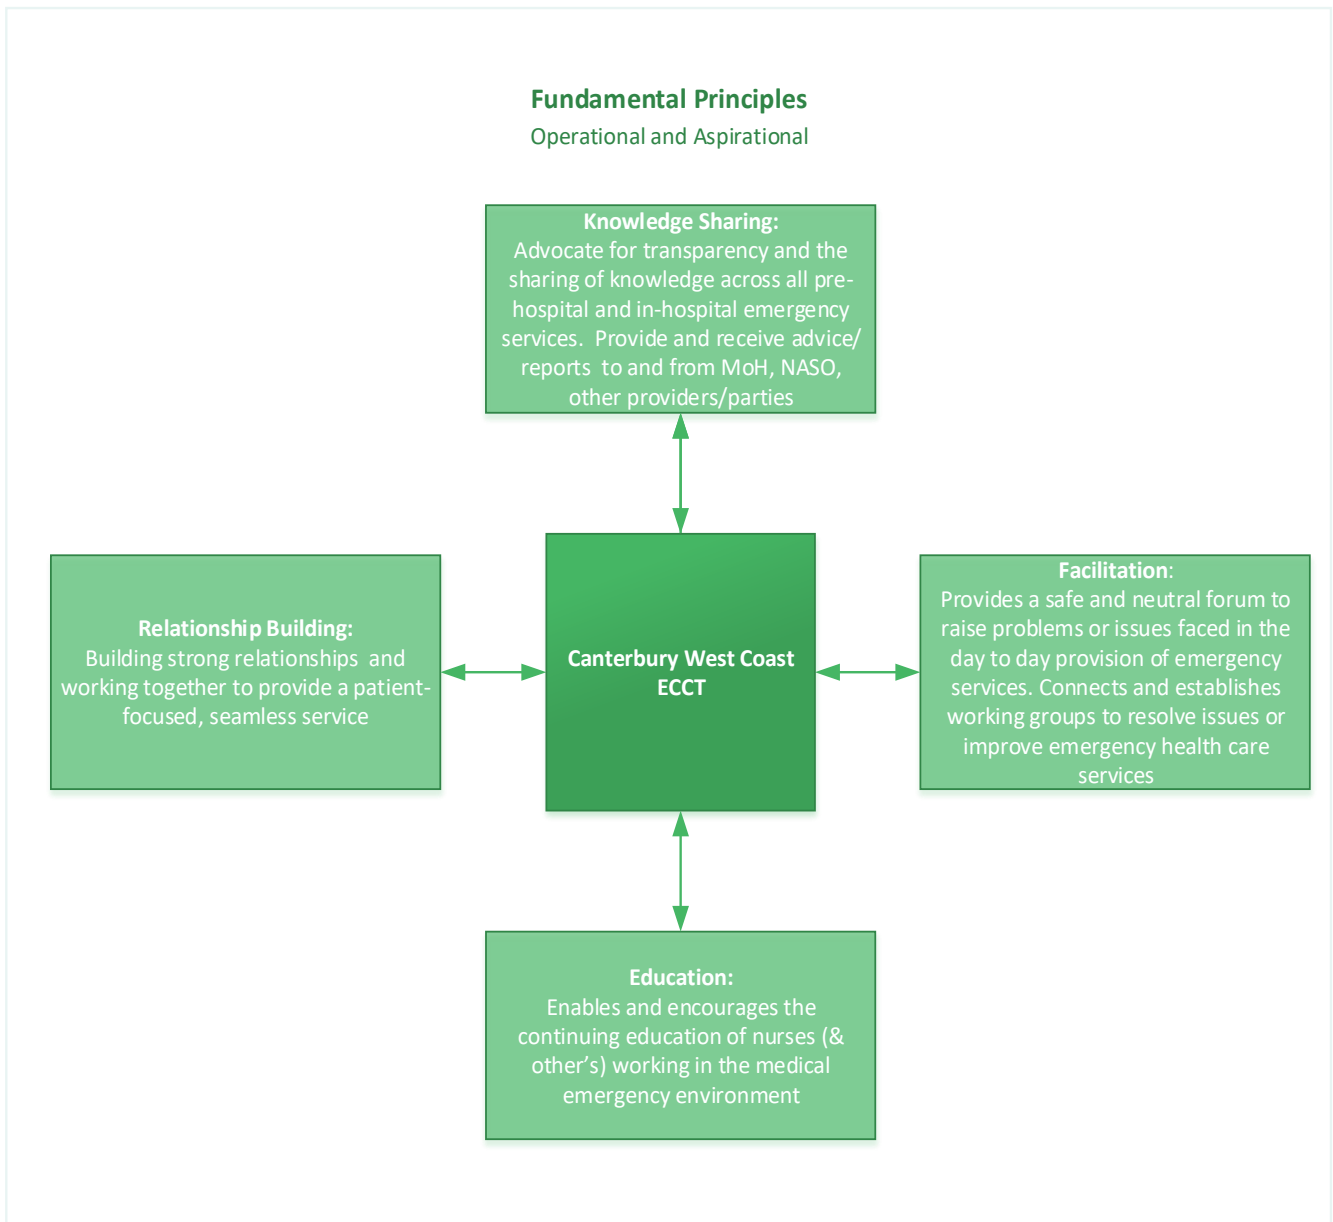 Fundamental Principles
Operational and Aspirational
Knowledge Sharing:
Advocate for transparency and the
sharing of knowledge across all pre-
hospital and in-hospital emergency
services.  Provide and receive advice/
reports  to and from MoH, NASO,
other providers/parties
Relationship Building:
Building strong relationships  and
working together to provide a patient-
focused, seamless service
Canterbury West Coast
ECCT
Facilitation:
Provides a safe and neutral forum to
raise problems or issues faced in the
day to day provision of emergency
services. Connects and establishes
working groups to resolve issues or
improve emergency health care
services
Education:
Enables and encourages the
continuing education of nurses (&
other’s) working in the medical
emergency environment